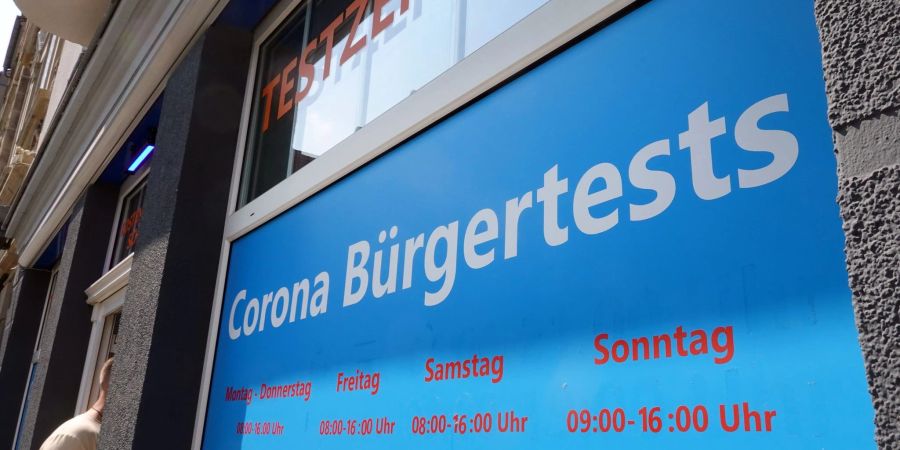 TESTZE
Corona Bürgertests
Montag - Donnerstag Freitag Samstag Sonntag
08:00-16:00 Uhr 08:00-16:00 Uhr 08:00-16:00 Uhr 09:00-16:00 Uhr